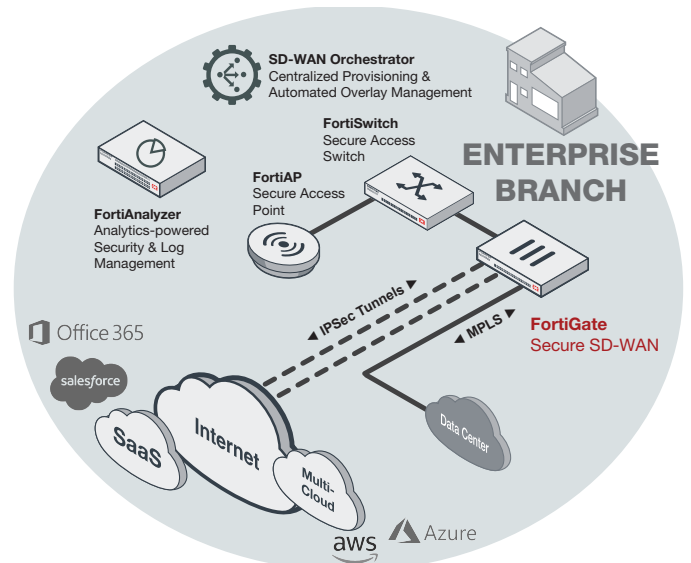 SD-WAN Orchestrator
Centralized Provisioning &
Automated Overlay Management
FortiSwitch
Secure Access
Switch
ENTERPRISE
BRANCH
FortiAP
Secure Access
Point
FortiAnalyzer
Analytics-powered
Security & Log
Management
IPSec Tunnels
MPLS
FortiGate
Secure SD-WAN
Office 365
salesforce
SaaS
Internet
Multi-
Cloud
Data Center
aws
Azure